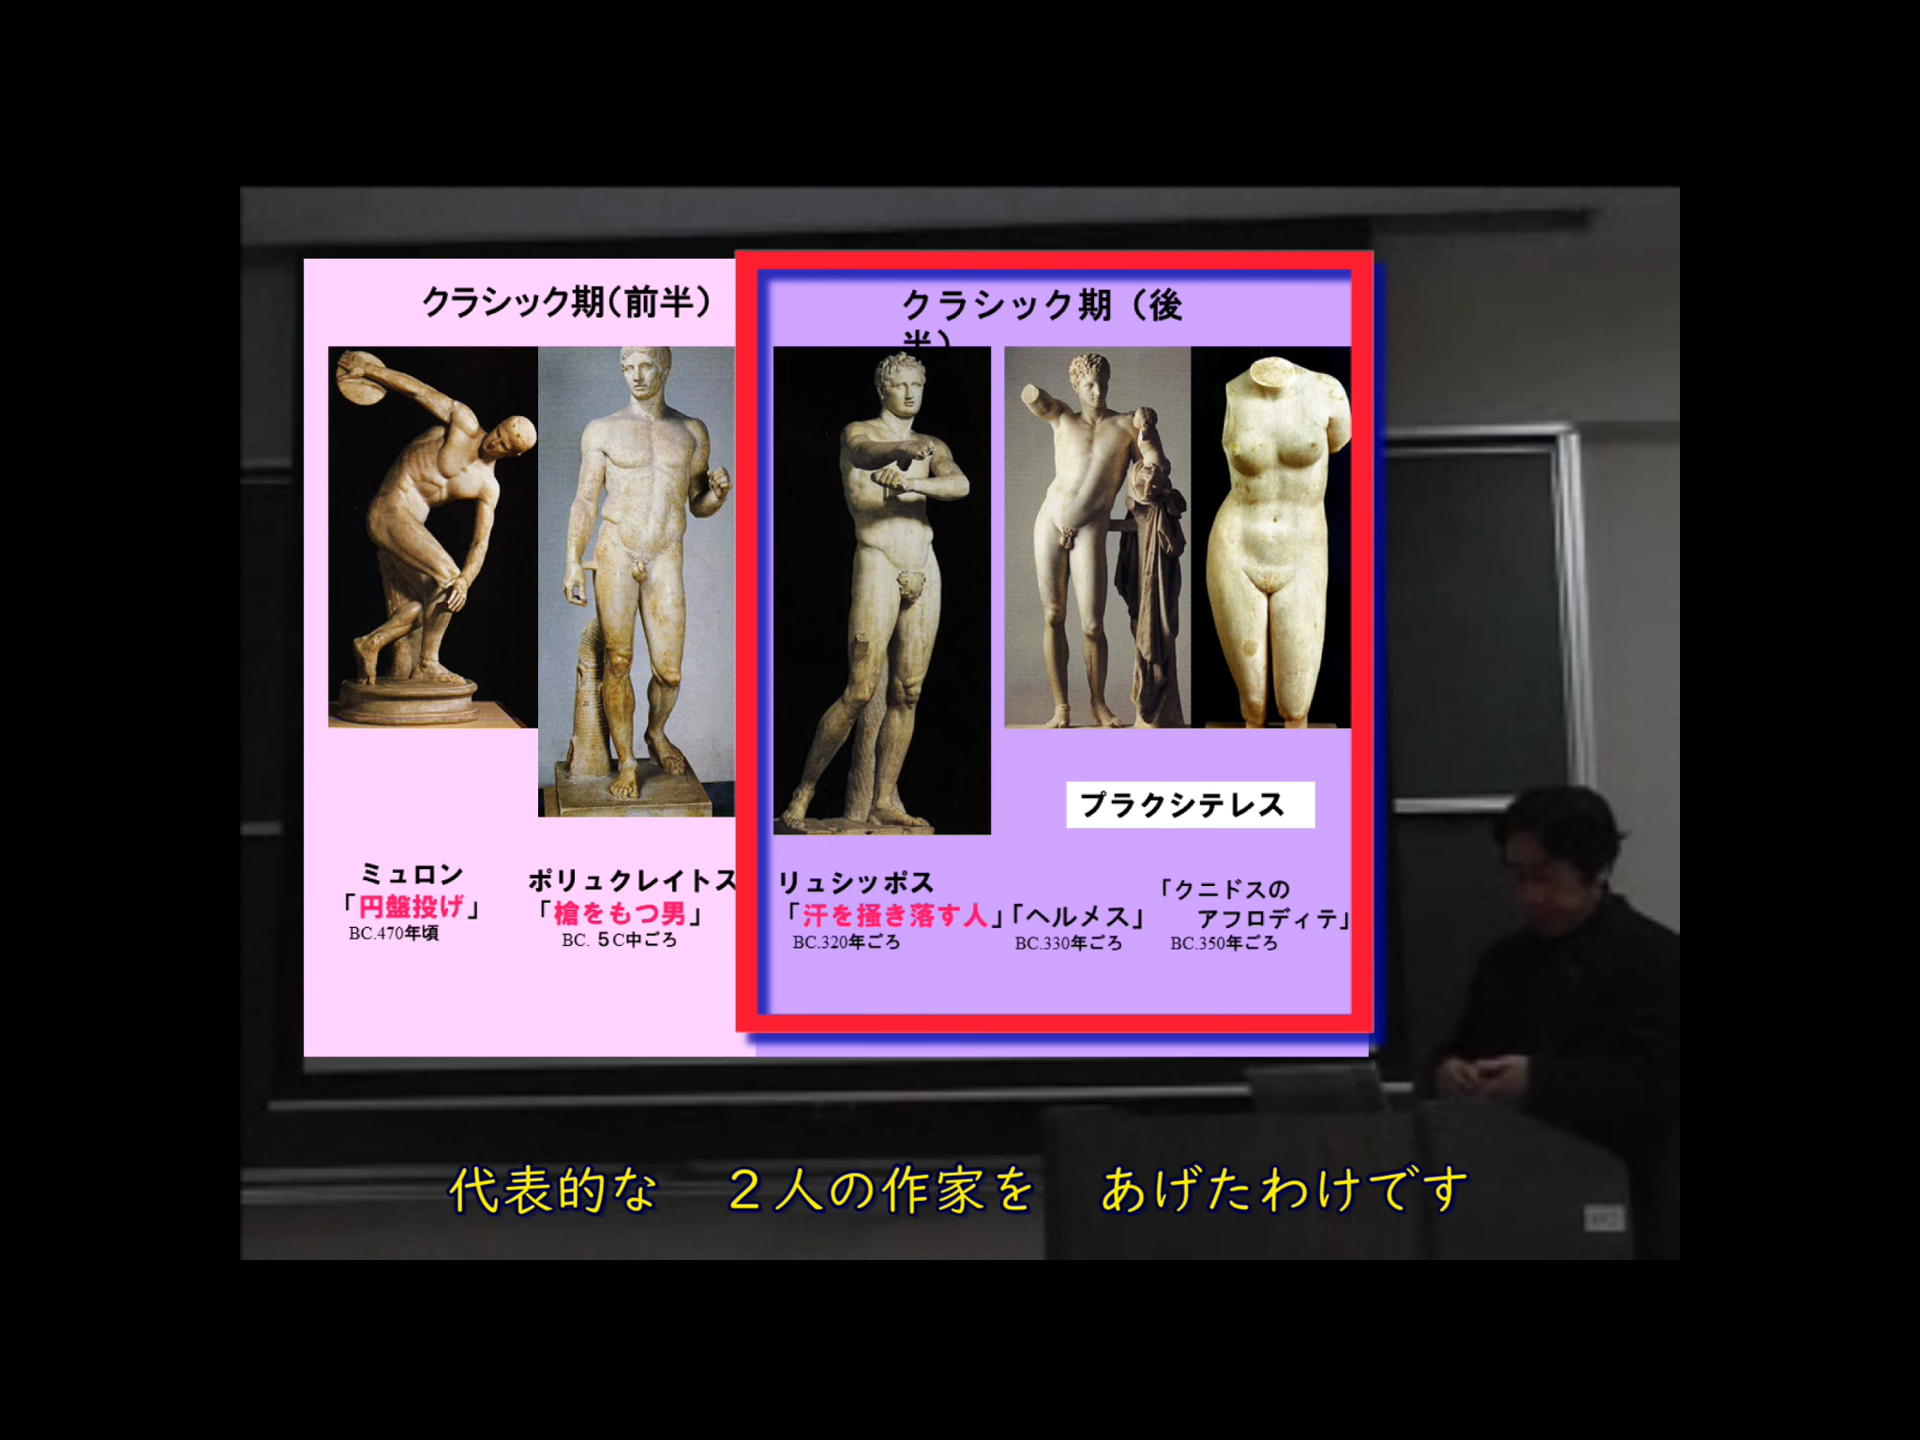 クラシック期(前半)
クラシック期（後
半）
プラクシテレス
ミュロン
「円盤投げ」
BC.470年頃
ポリュクレイトス
「槍をもつ男」
BC. 5C中ごろ
リュシッポス
「汗を掻き落す人」
BC.320年ごろ
「ヘルメス」
BC.330年ごろ
「クニドスの
アフロディテ」
BC.350年ごろ
代表的な　２人の作家を　あげたわけです